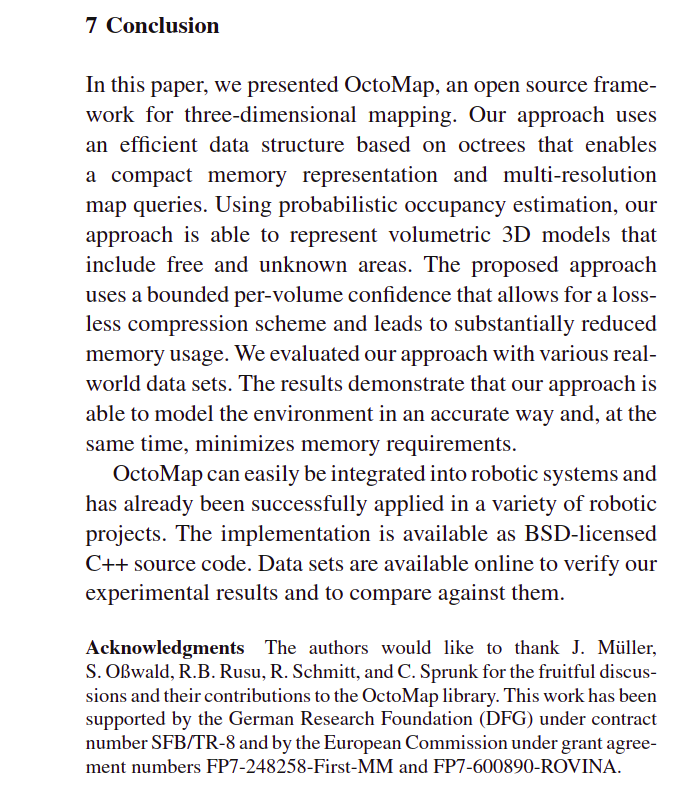 7 Conclusion
In this paper, we presented OctoMap, an open source frame-
work for three-dimensional mapping. Our approach uses
an efficient data structure based on octrees that enables
a compact memory representation and multi-resolution
map queries. Using probabilistic occupancy estimation, our
approach is able to represent volumetric 3D models that
include free and unknown areas. The proposed approach
uses a bounded per-volume confidence that allows for a loss-
less compression scheme and leads to substantially reduced
memory usage. We evaluated our approach with various real-
world data sets. The results demonstrate that our approach is
able to model the environment in an accurate way and, at the
same time, minimizes memory requirements.
OctoMap can easily be integrated into robotic systems and
has already been successfully applied in a variety of robotic
projects. The implementation is available as BSD-licensed
C++ source code. Data sets are available online to verify our
experimental results and to compare against them.
Acknowledgments The authors would like to thank J. Müller,
S. Oßwald, R.B. Rusu, R. Schmitt, and C. Sprunk for the fruitful discus-
sions and their contributions to the OctoMap library. This work has been
supported by the German Research Foundation (DFG) under contract
number SFB/TR-8 and by the European Commission under grant agree-
ment numbers FP7-248258-First-MM and FP7-600890-ROVINA.